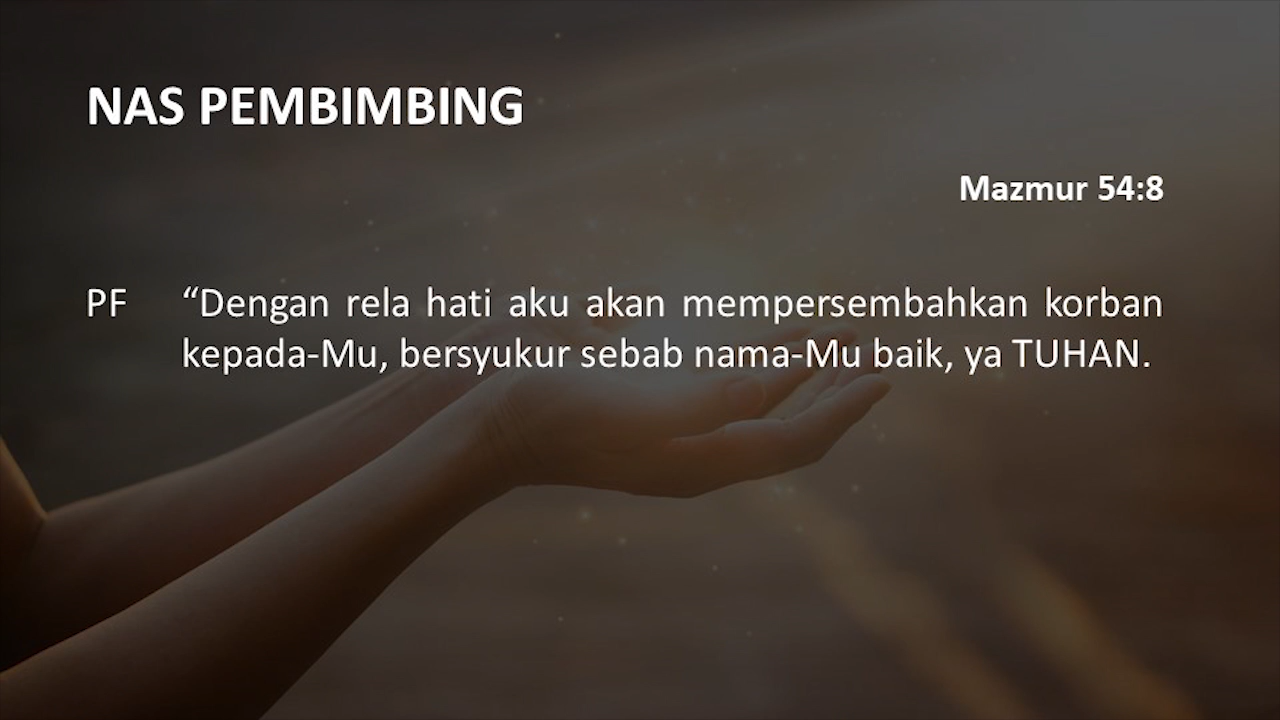 NAS PEMBIMBING
Mazmur 54:8
PF “Dengan rela hati aku akan mempersembahkan korban
kepada-Mu, bersyukur sebab nama-Mu baik, ya TUHAN.